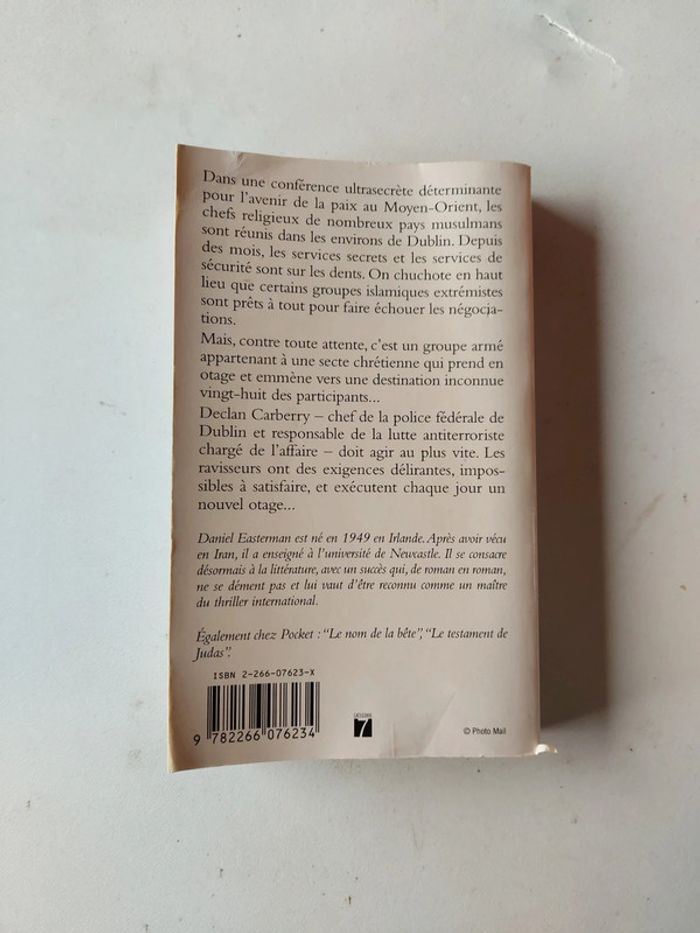 Dans une conférence ultrasecrète déterminante
pour l'avenir de la paix au Moyen-Orient, les
chefs religieux de nombreux pays musulmans
sont réunis dans les environs de Dublin. Depuis
des mois, les services secrets et les services de
sécurité sont sur les dents. On chuchote en haut
lieu que certains groupes islamiques extrémistes
sont prêts à tout pour faire échouer les négocia-
tions.
Mais, contre toute attente, c'est un groupe armé
appartenant à une secte chrétienne qui prend en
otage et emmène vers une destination inconnue
vingt-huit des participants...
Declan Carberry – chef de la police fédérale de
Dublin et responsable de la lutte antiterroriste
chargé de l'affaire – doit agir au plus vite. Les
ravisseurs ont des exigences délirantes, impos-
sibles à satisfaire, et exécutent chaque jour un
nouvel otage...
Daniel Easterman est né en 1949 en Irlande. Après avoir vécu
en Iran, il a enseigné à l'université de Newcastle. Il se consacre
désormais à la littérature, avec un succès qui, de roman en roman,
ne se dément pas et lui vaut d'être reconnu comme un maître
du thriller international.
Également chez Pocket : "Le nom de la bête", "Le testament de
Judas".
ISBN 2-266-07623-X
9 782266 076234
CATÉGORIE
7
© Photo Mail